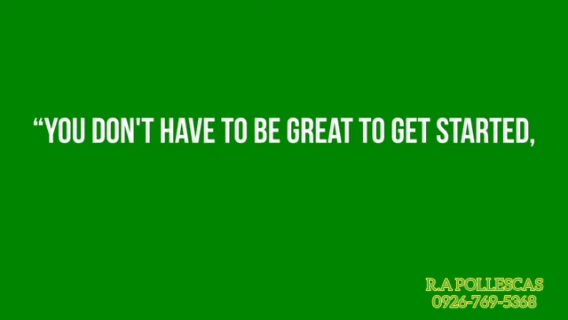 “YOU DON'T HAVE TO BE GREAT TO GET STARTED,
R.A POLLESCAS
0926-769-5368